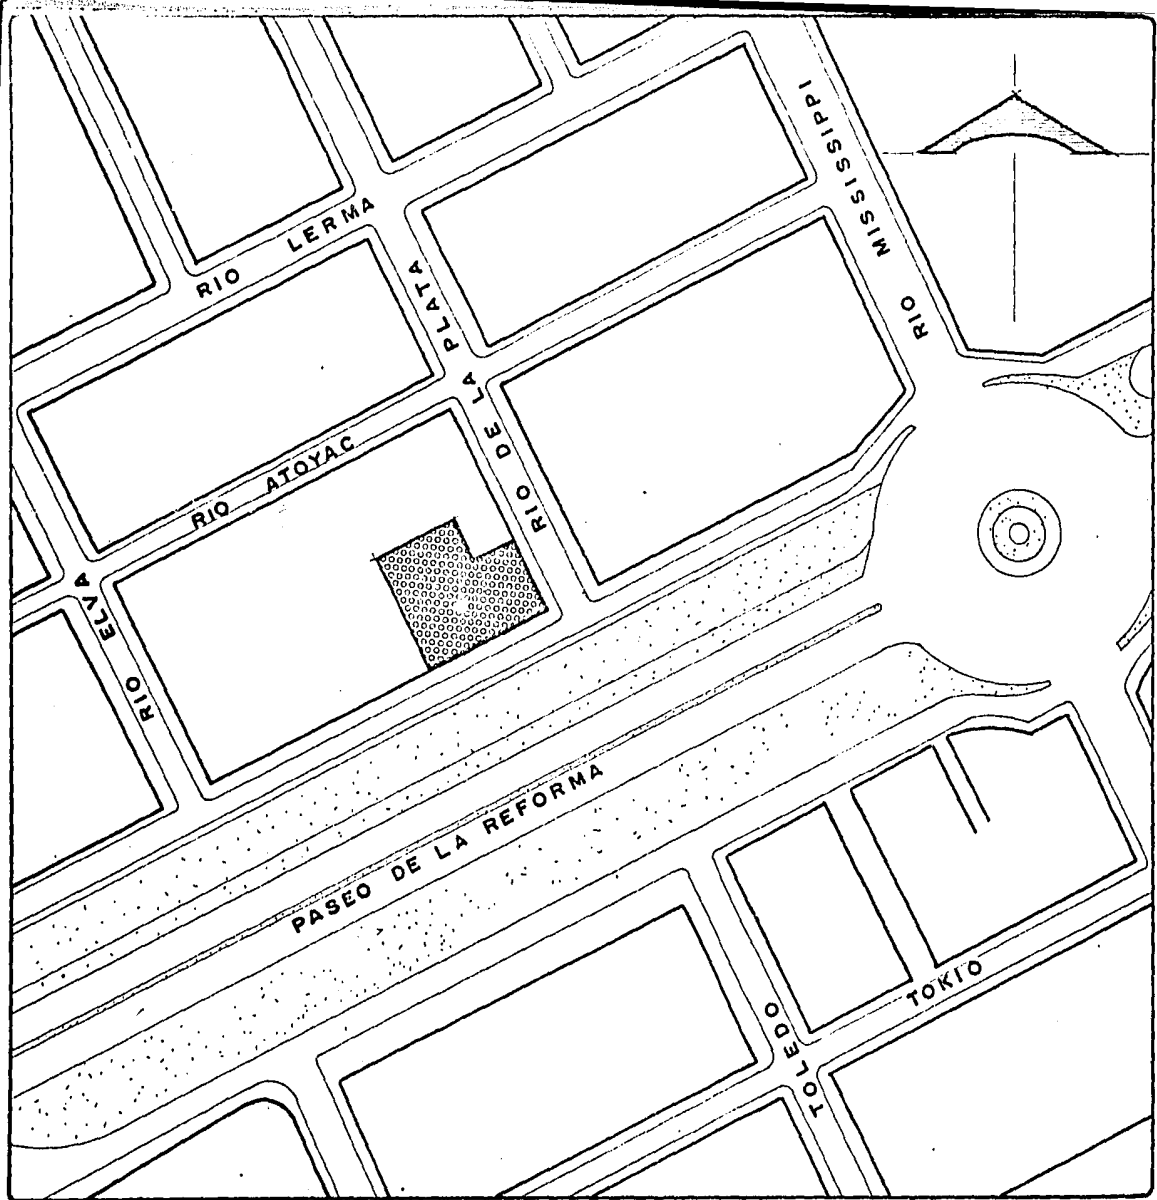 RIO MISSISSIPPI
RIO LERMA
RIO DE LA PLATA
RIO ATOYAC
RIO ELVA
PASEO DE LA REFORMA
TOKIO
TOLEDO